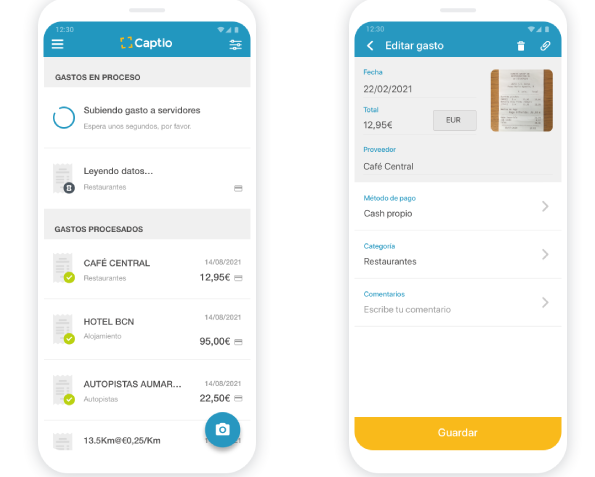 12:30
Captio
GASTOS EN PROCESO
Subiendo gasto a servidores
Espera unos segundos, por favor.
Leyendo datos...
Restaurantes
GASTOS PROCESADOS
CAFÉ CENTRAL 14/08/2021
Restaurantes 12,95€
HOTEL BCN 14/08/2021
Alojamiento 95,00€
AUTOPISTAS AUMAR... 14/08/2021
Autopistas 22,50€
13.5Km@€0,25/Km
12:30
Editar gasto
Fecha
22/02/2021
Total
12,95€ EUR
Proveedor
Café Central
Método de pago
Cash propio
Categoría
Restaurantes
Comentarios
Escribe tu comentario
Guardar